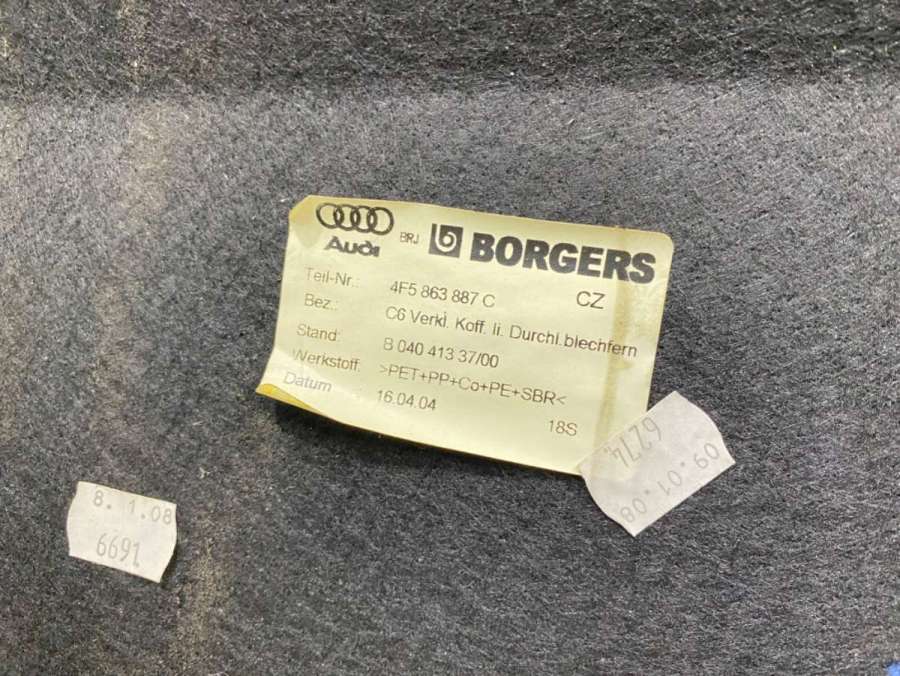 Audi BRJ b BORGERS
Teil-Nr.: 4F5 863 887 C CZ
Bez.: C6 Verkl. Koff. li. Durchl.blechfern
Stand: B 040 413 37/00
Werkstoff: >PET+PP+Co+PE+SBR<
Datum : 16.04.04
18S
8. 1.08
6691
09.01.08
6274